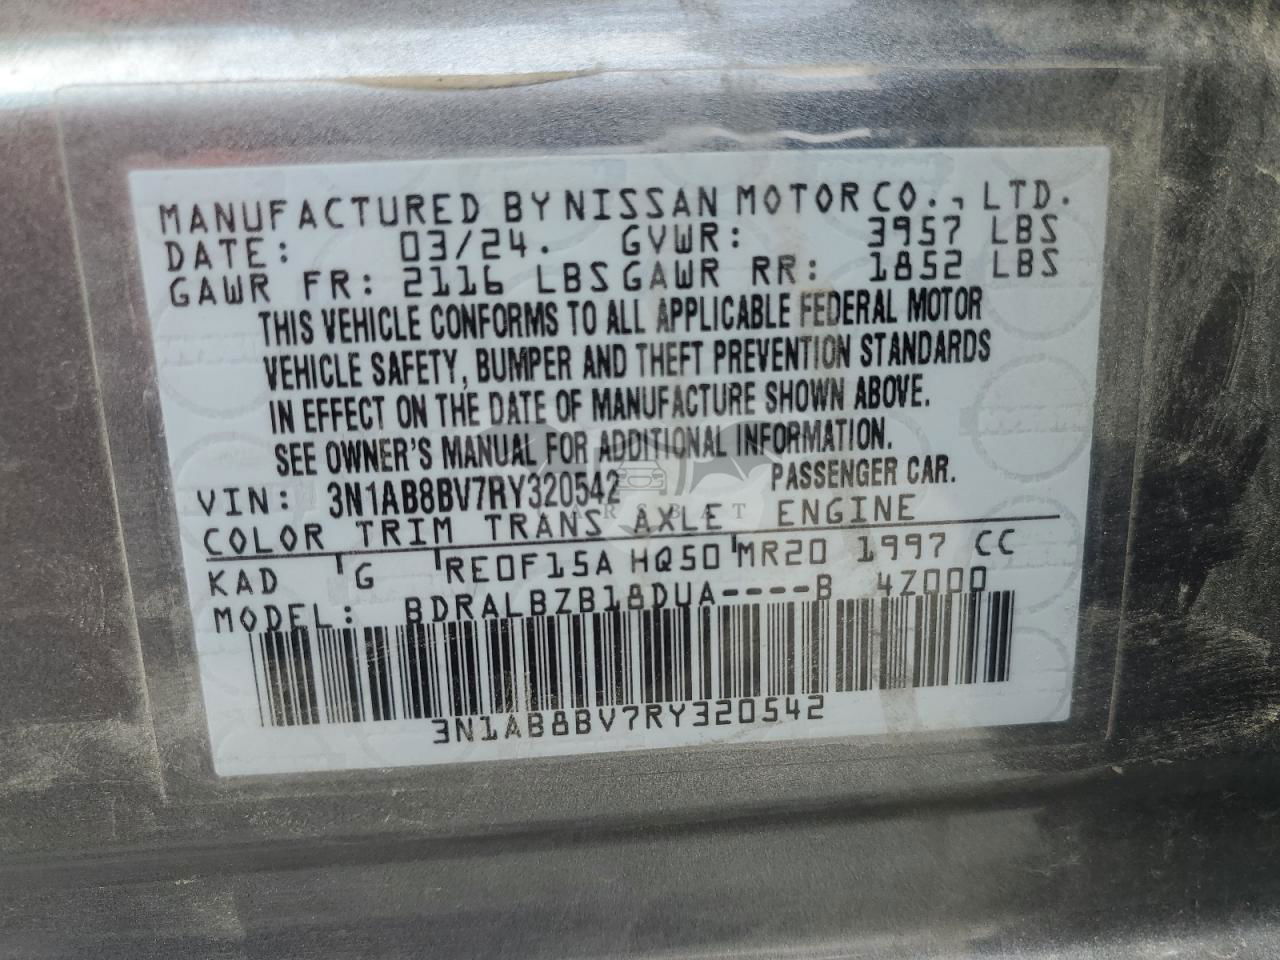 MANUFACTURED BY NISSAN MOTOR CO., LTD.
DATE: 03/24. GVWR: 3957 LBS
GAWR FR: 2116 LBS GAWR RR: 1852 LBS
THIS VEHICLE CONFORMS TO ALL APPLICABLE FEDERAL MOTOR
VEHICLE SAFETY, BUMPER AND THEFT PREVENTION STANDARDS
IN EFFECT ON THE DATE OF MANUFACTURE SHOWN ABOVE.
SEE OWNER'S MANUAL FOR ADDITIONAL INFORMATION.
VIN: 3N1AB8BV7RY320542 PASSENGER CAR.
COLOR TRIM TRANS AXLE ENGINE
KAD G RE0F15A HQ50 MR20 1997 CC
MODEL: BDRALBZB18DUA----B 4Z000
3N1AB8BV7RY320542